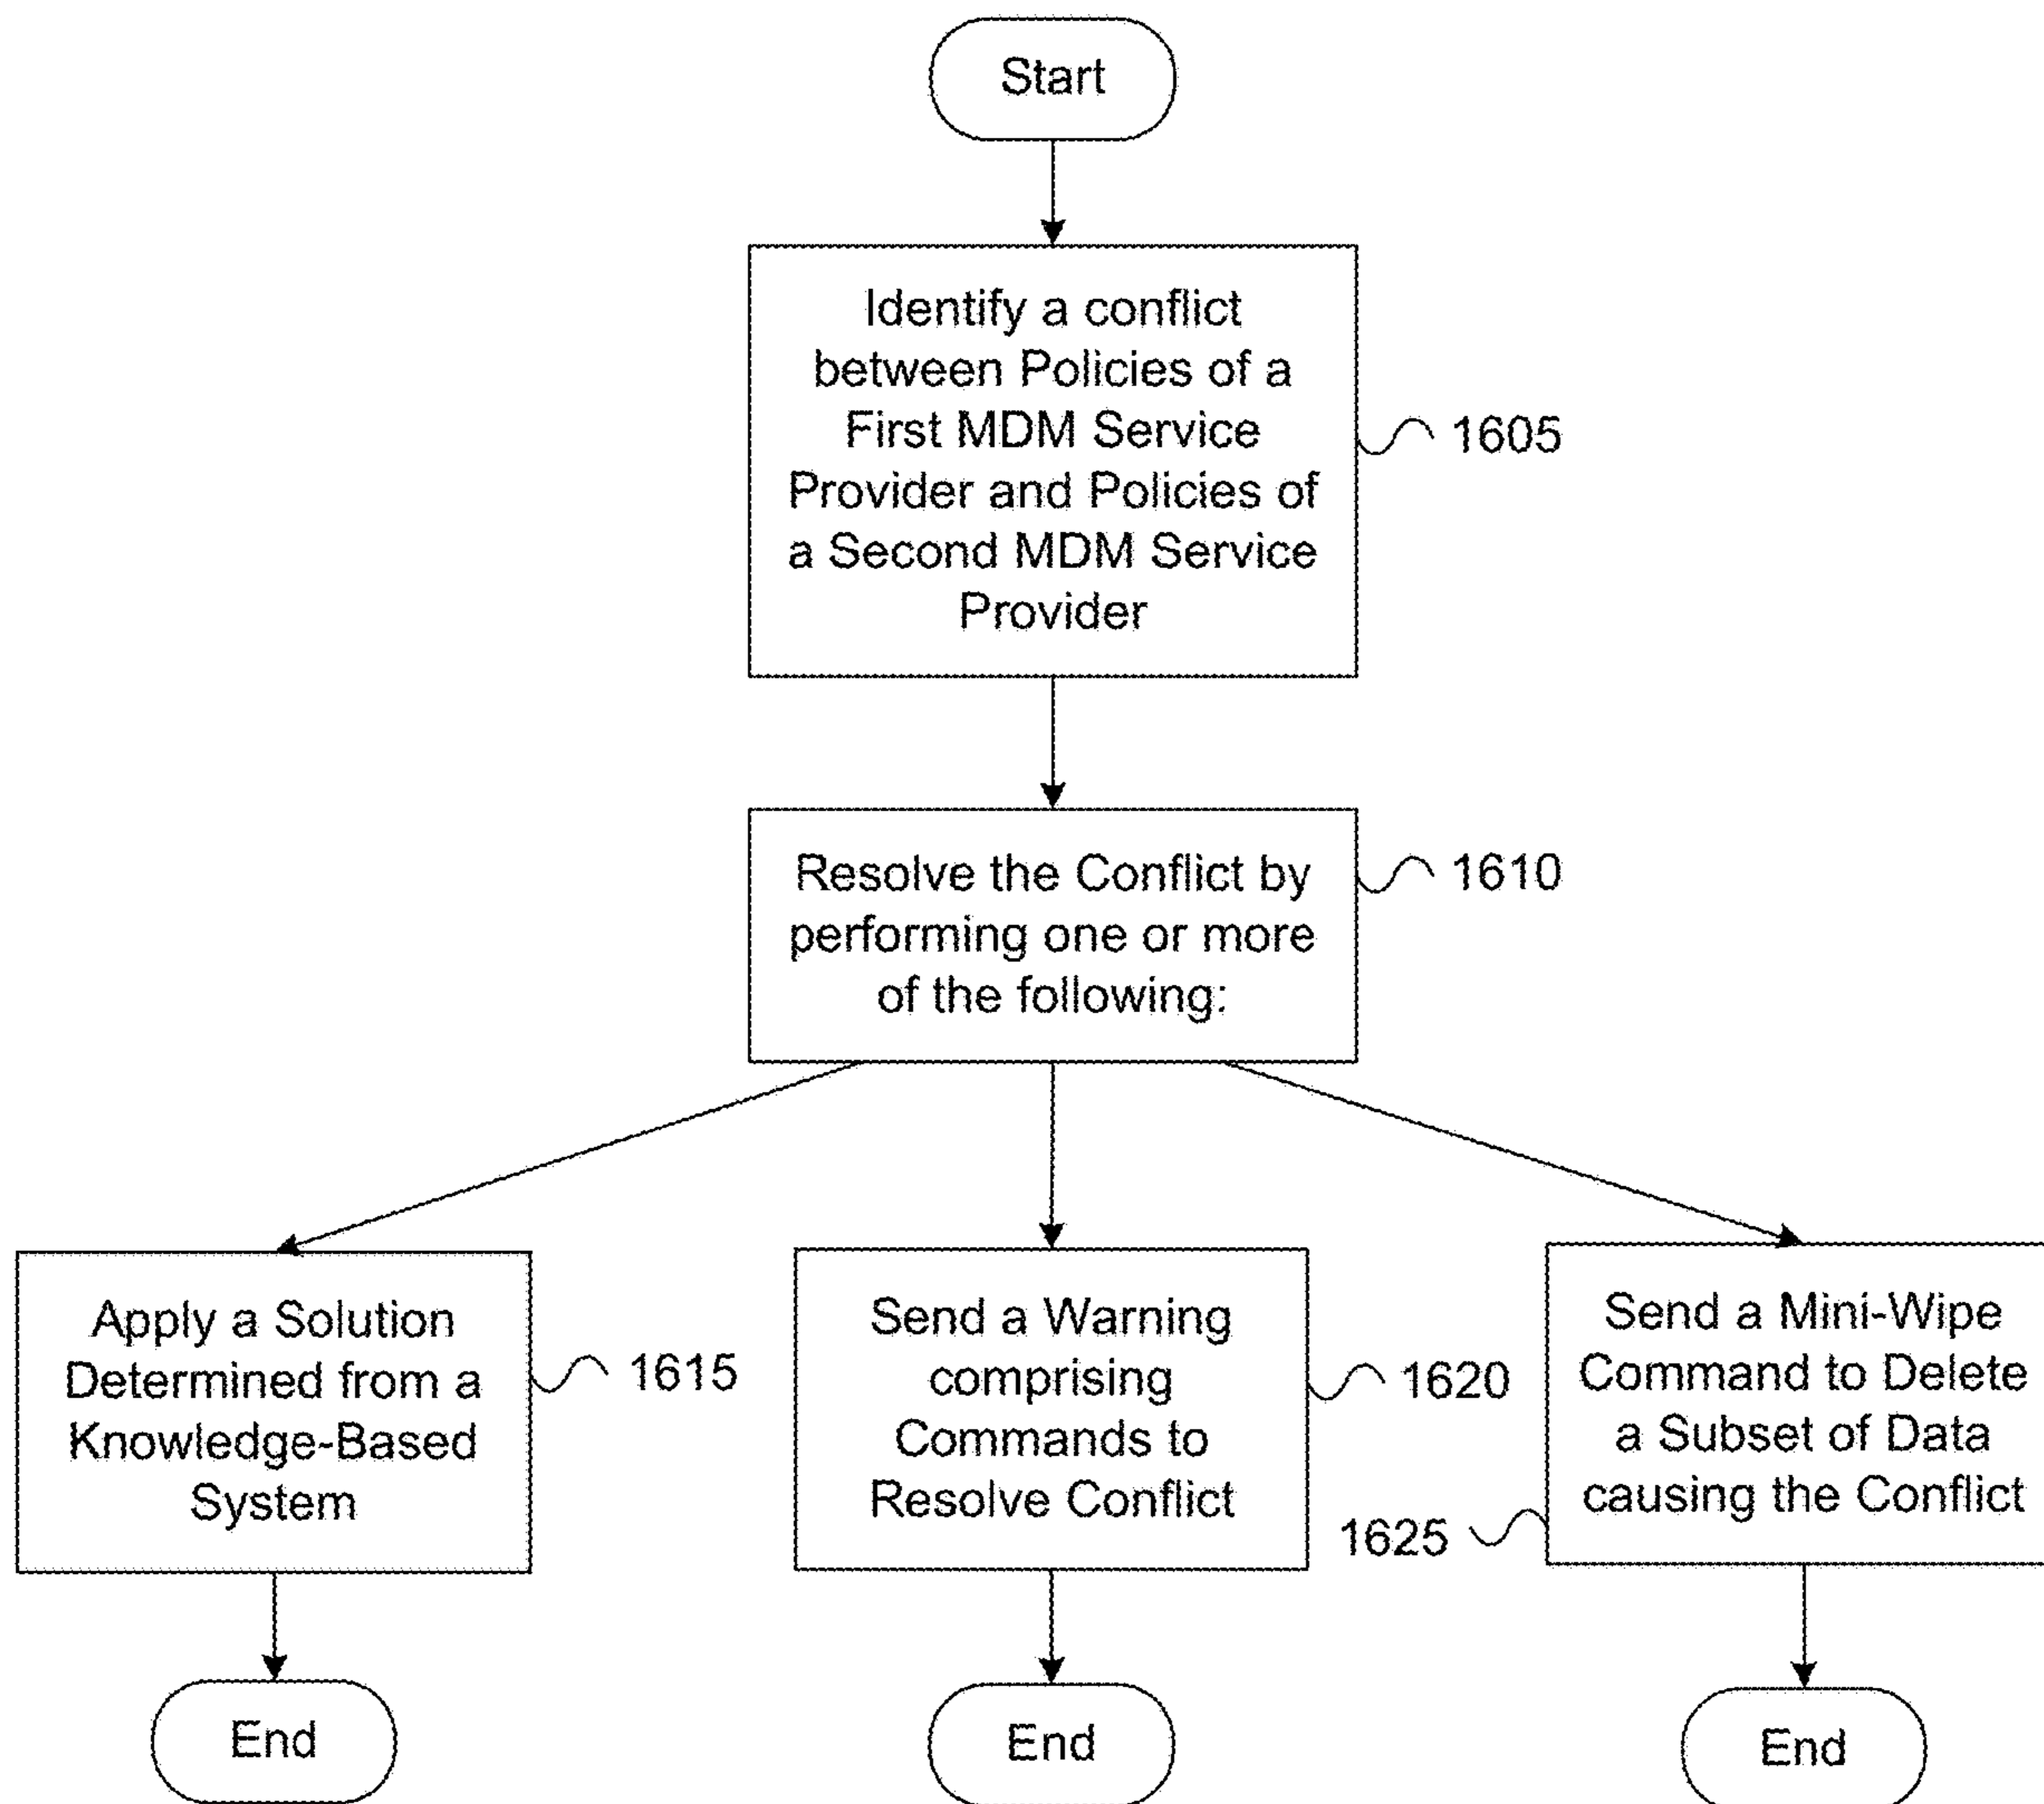 Start
Identify a conflict
between Policies of a
First MDM Service
Provider and Policies of
a Second MDM Service
Provider
1605
Resolve the Conflict by
performing one or more
of the following:
1610
Apply a Solution
Determined from a
Knowledge-Based
System
1615
Send a Warning
comprising
Commands to
Resolve Conflict
1620
Send a Mini-Wipe
Command to Delete
a Subset of Data
causing the Conflict
1625
End
End
End